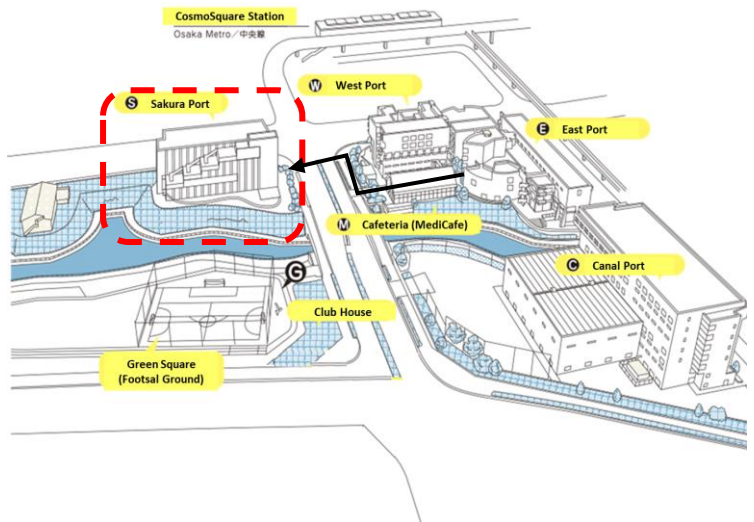 CosmoSquare Station
Osaka Metro／中央線
W West Port
S Sakura Port
E East Port
M Cafeteria (MediCafe)
C Canal Port
G
Club House
Green Square
(Footsal Ground)